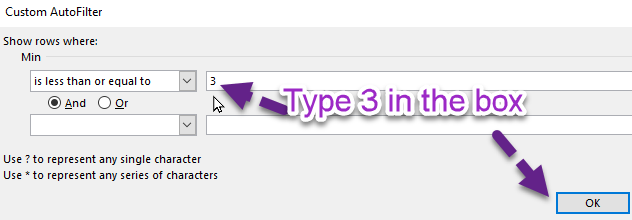 Custom AutoFilter
Show rows where:
Min
is less than or equal to 3
And Or
Type 3 in the box
Use ? to represent any single character
Use * to represent any series of characters
OK